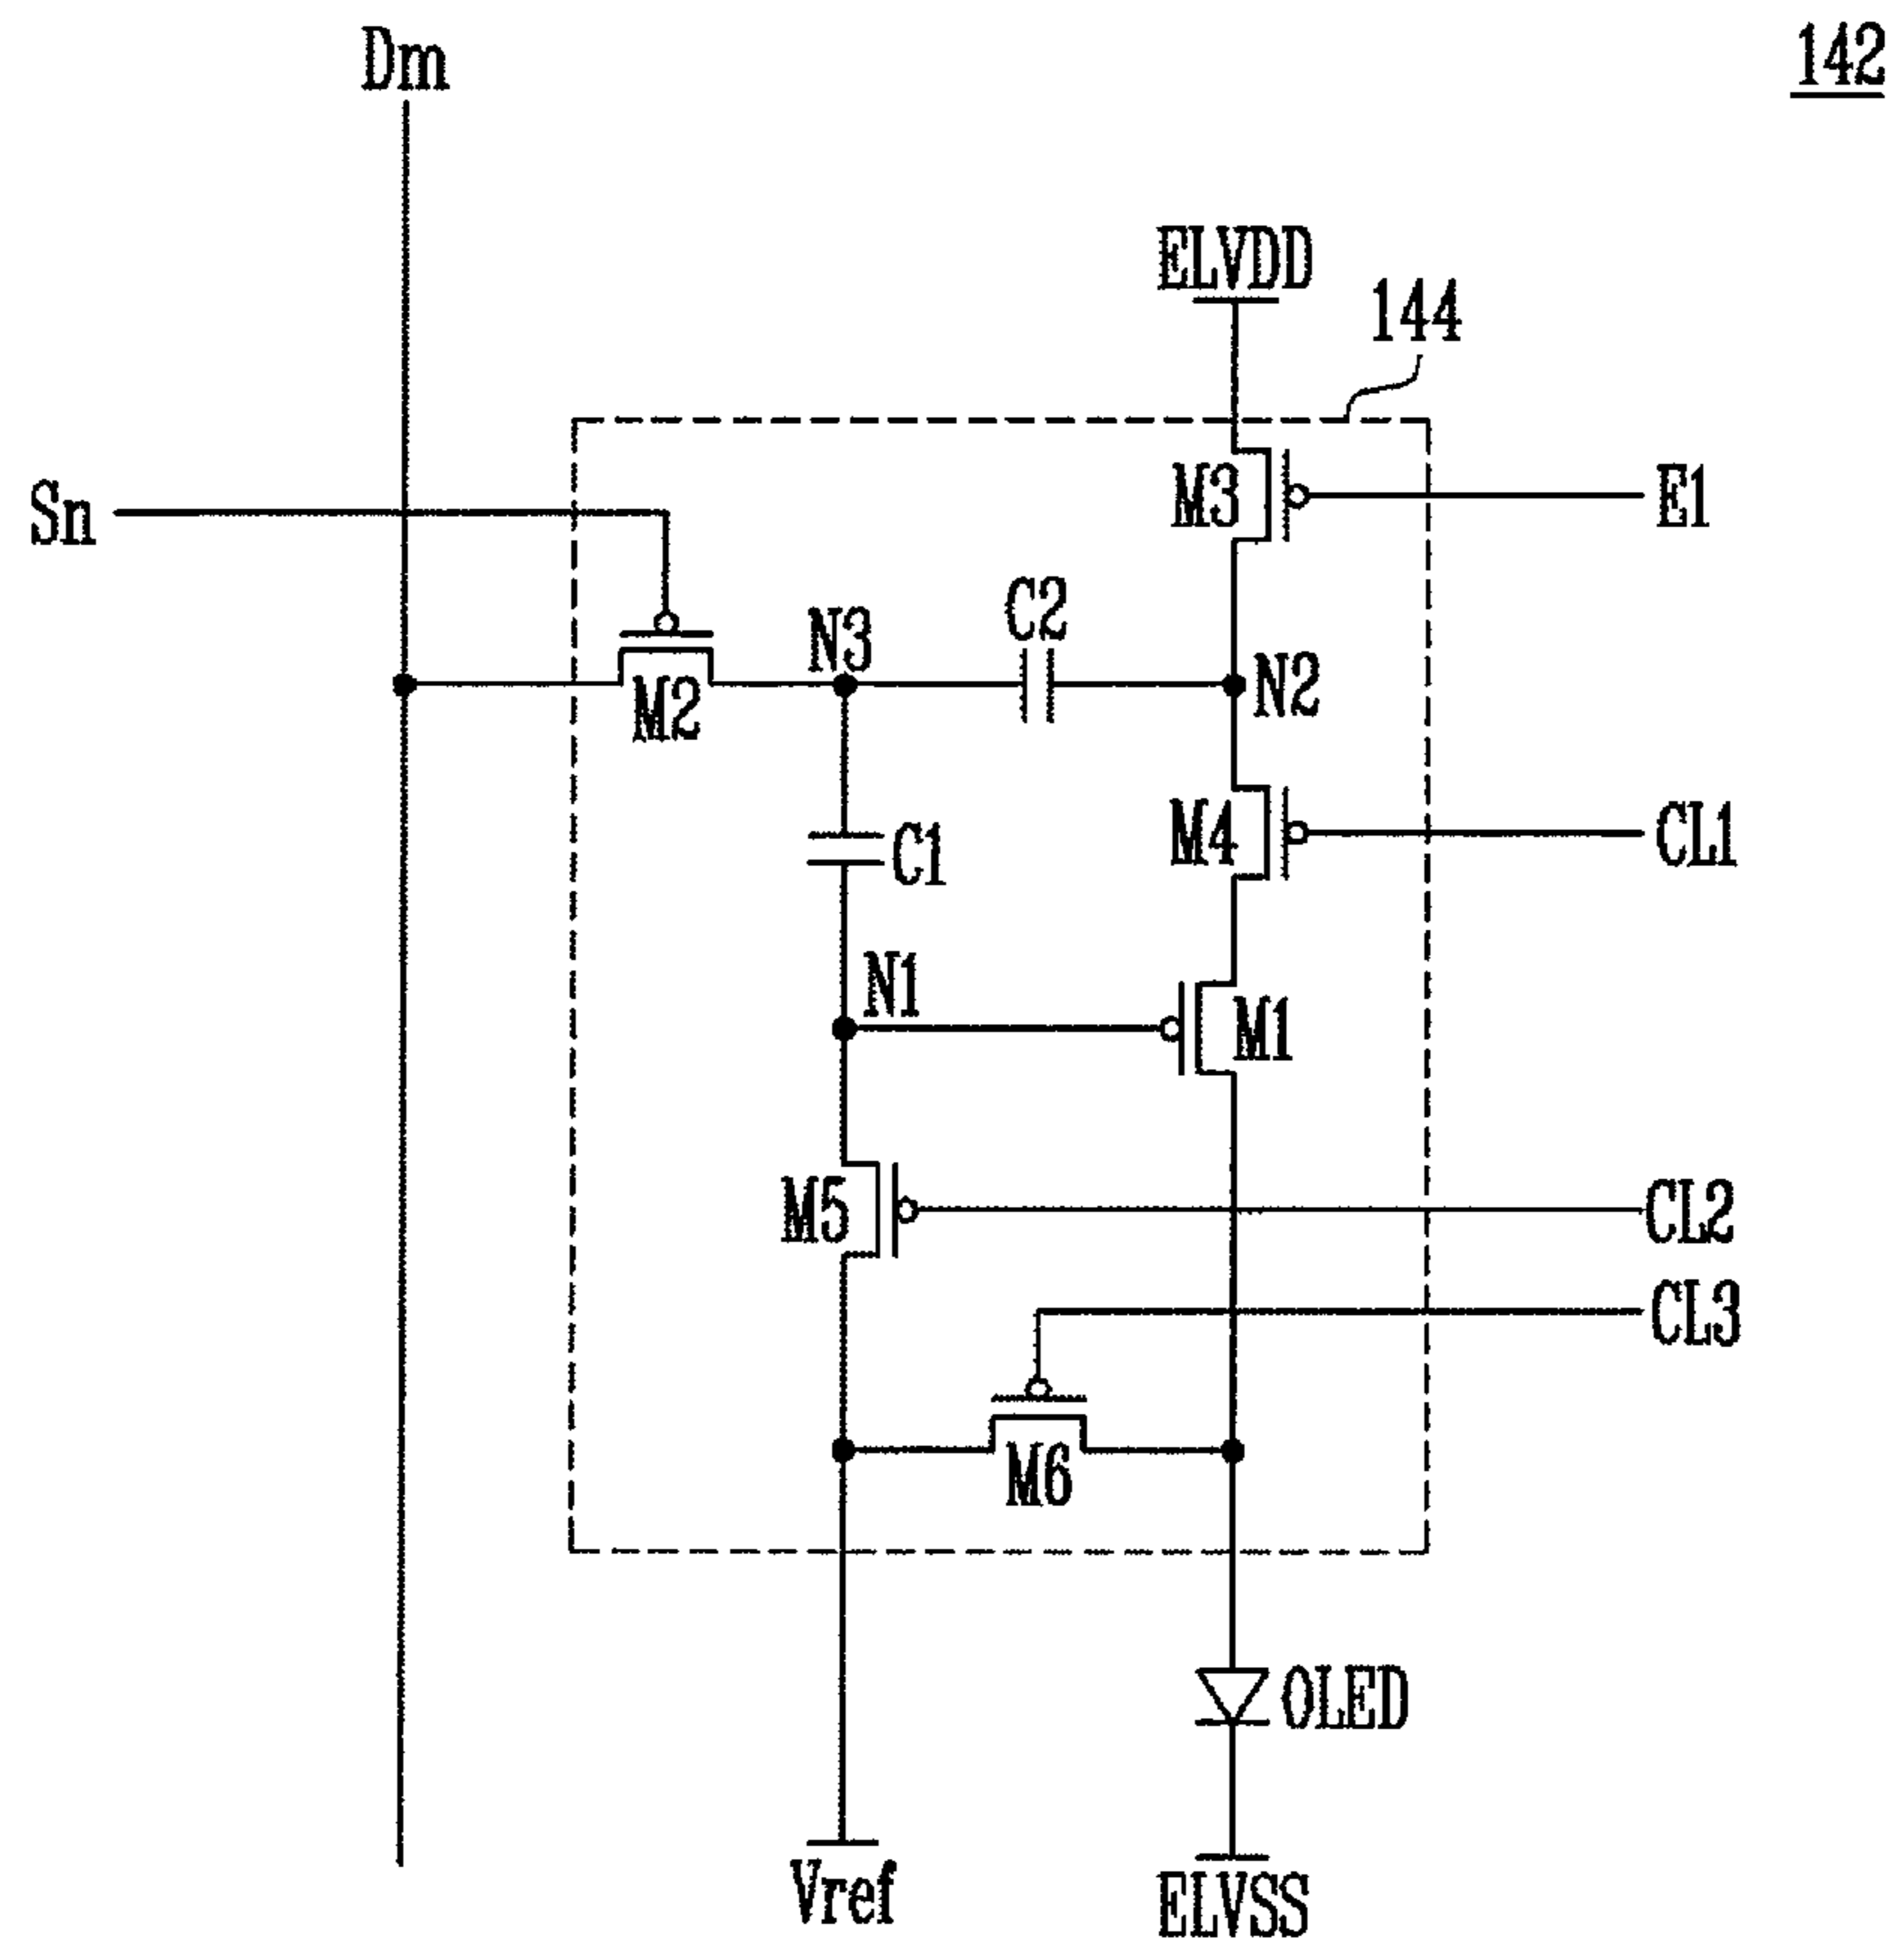 Dm
142
ELVDD
144
M3
E1
Sn
C2
N3
N2
M2
M4
CL1
C1
N1
M1
M5
CL2
CL3
M6
OLED
Vref
ELVSS